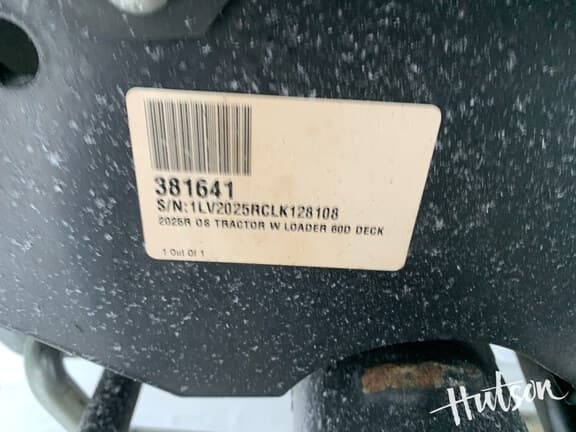 381641
S/N:1LV2025RCLK128108
2025R OS TRACTOR W LOADER 60D DECK
1 Out Of 1
Hutson